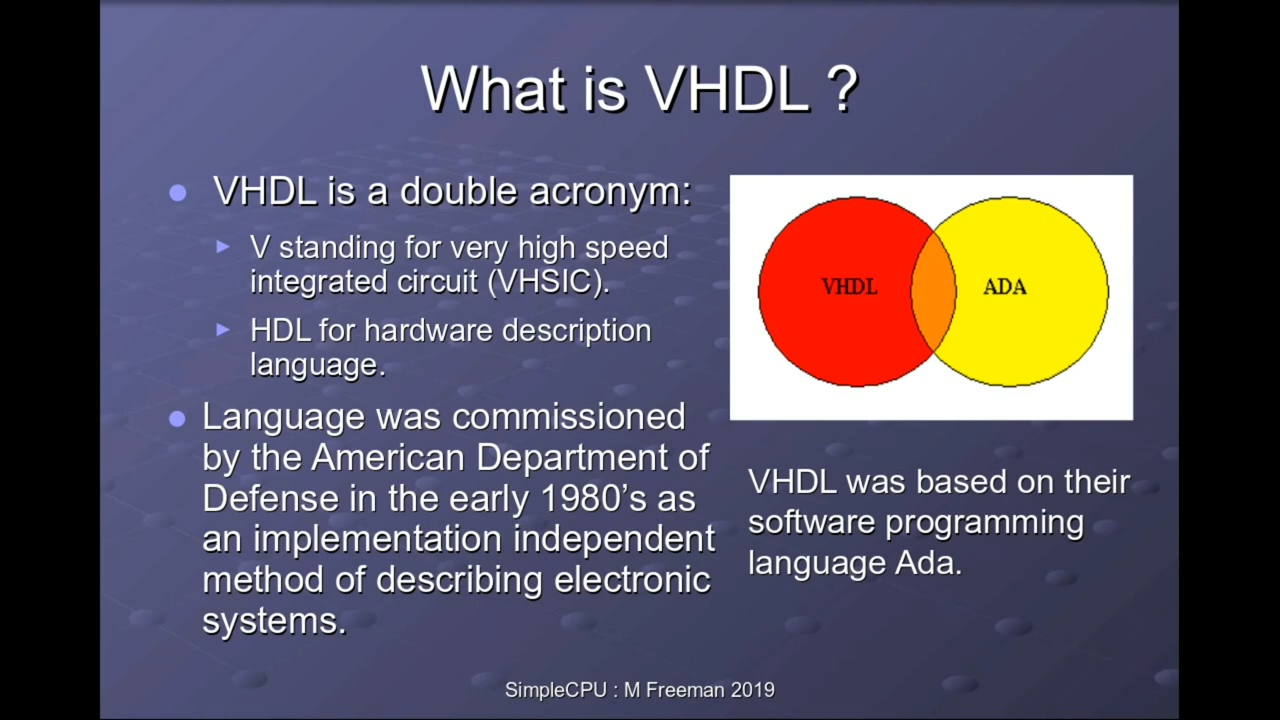 What is VHDL ?
VHDL is a double acronym:
V standing for very high speed
integrated circuit (VHSIC).
HDL for hardware description
language.
Language was commissioned
by the American Department of
Defense in the early 1980’s as
an implementation independent
method of describing electronic
systems.
VHDL
ADA
VHDL was based on their
software programming
language Ada.
SimpleCPU : M Freeman 2019